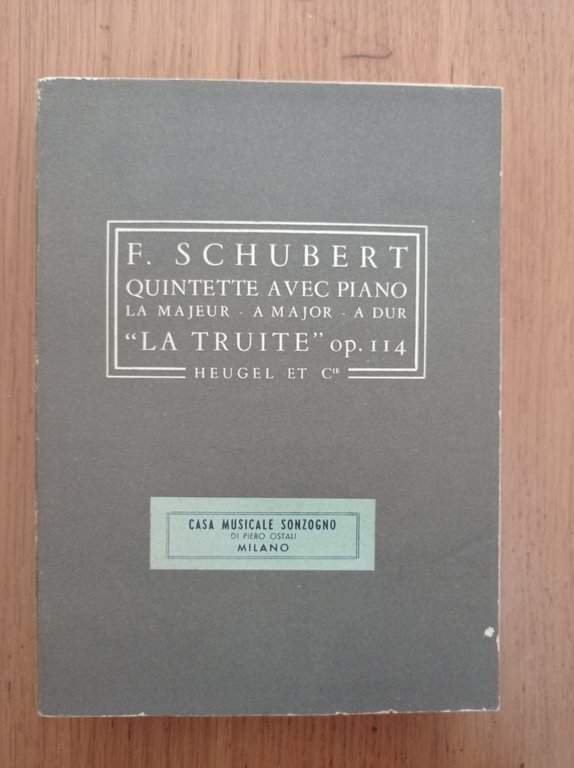 F. SCHUBERT
QUINTETTE AVEC PIANO
LA MAJEUR - A MAJOR - A DUR
“LA TRUITE” op. 114
HEUGEL ET CIE
CASA MUSICALE SONZOGNO
DI PIERO OSTALI
MILANO